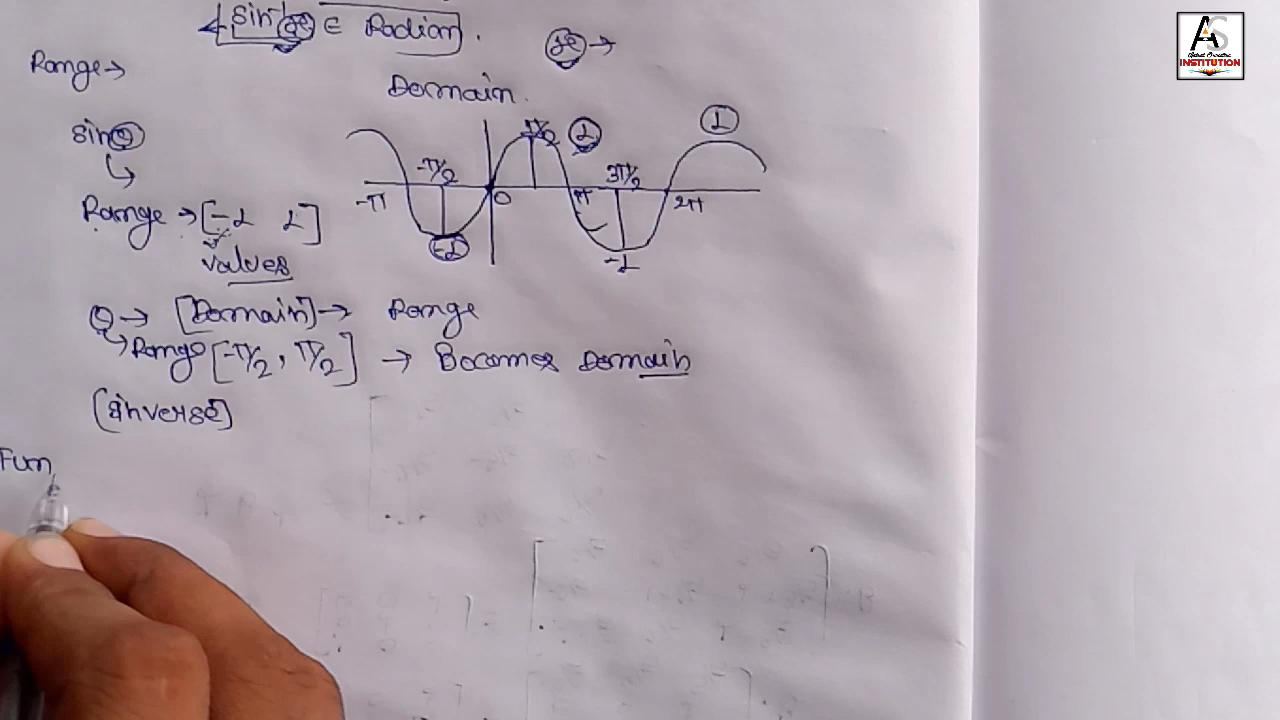 sin⁻¹ x ∈ Radian.
x →
Range →
Domain.
sin θ
Range → [-1 1]
values
-π -π/2 0 π/2 π 3π/2 2π
1 1
-1 -1
θ → [Domain] → Range
Range [-π/2, π/2] → Becomes Domain
(inverse)
Fun
AS
INSTITUTION